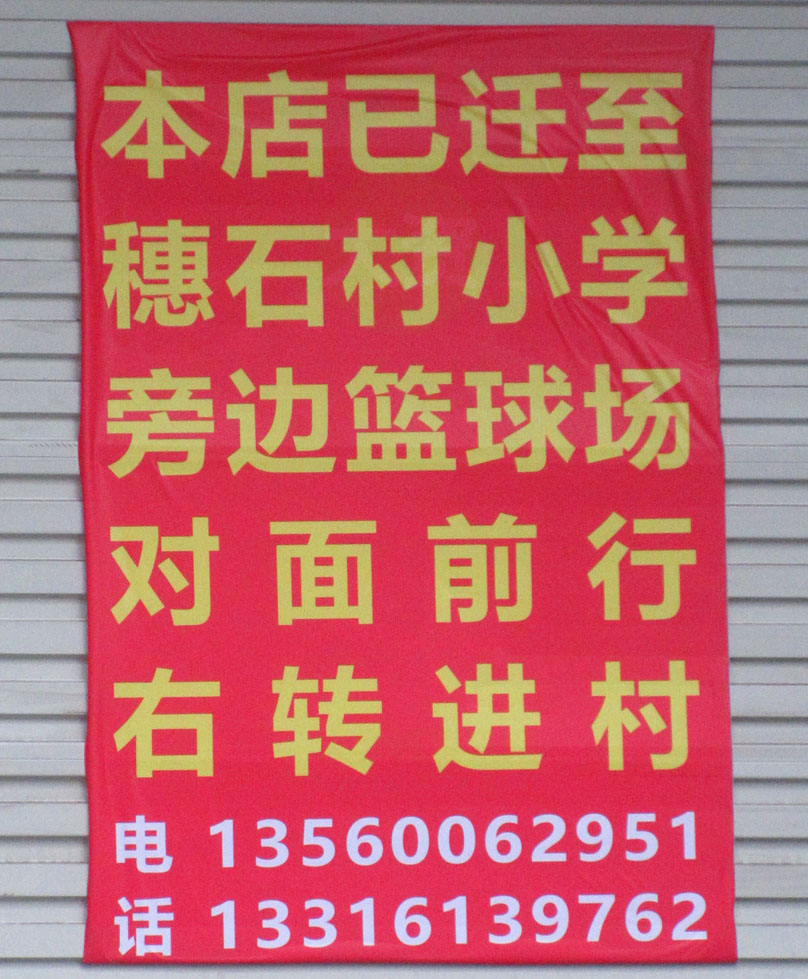 本店已迁至
穗石村小学
旁边篮球场
对面前行
右转进村
电 13560062951
话 13316139762